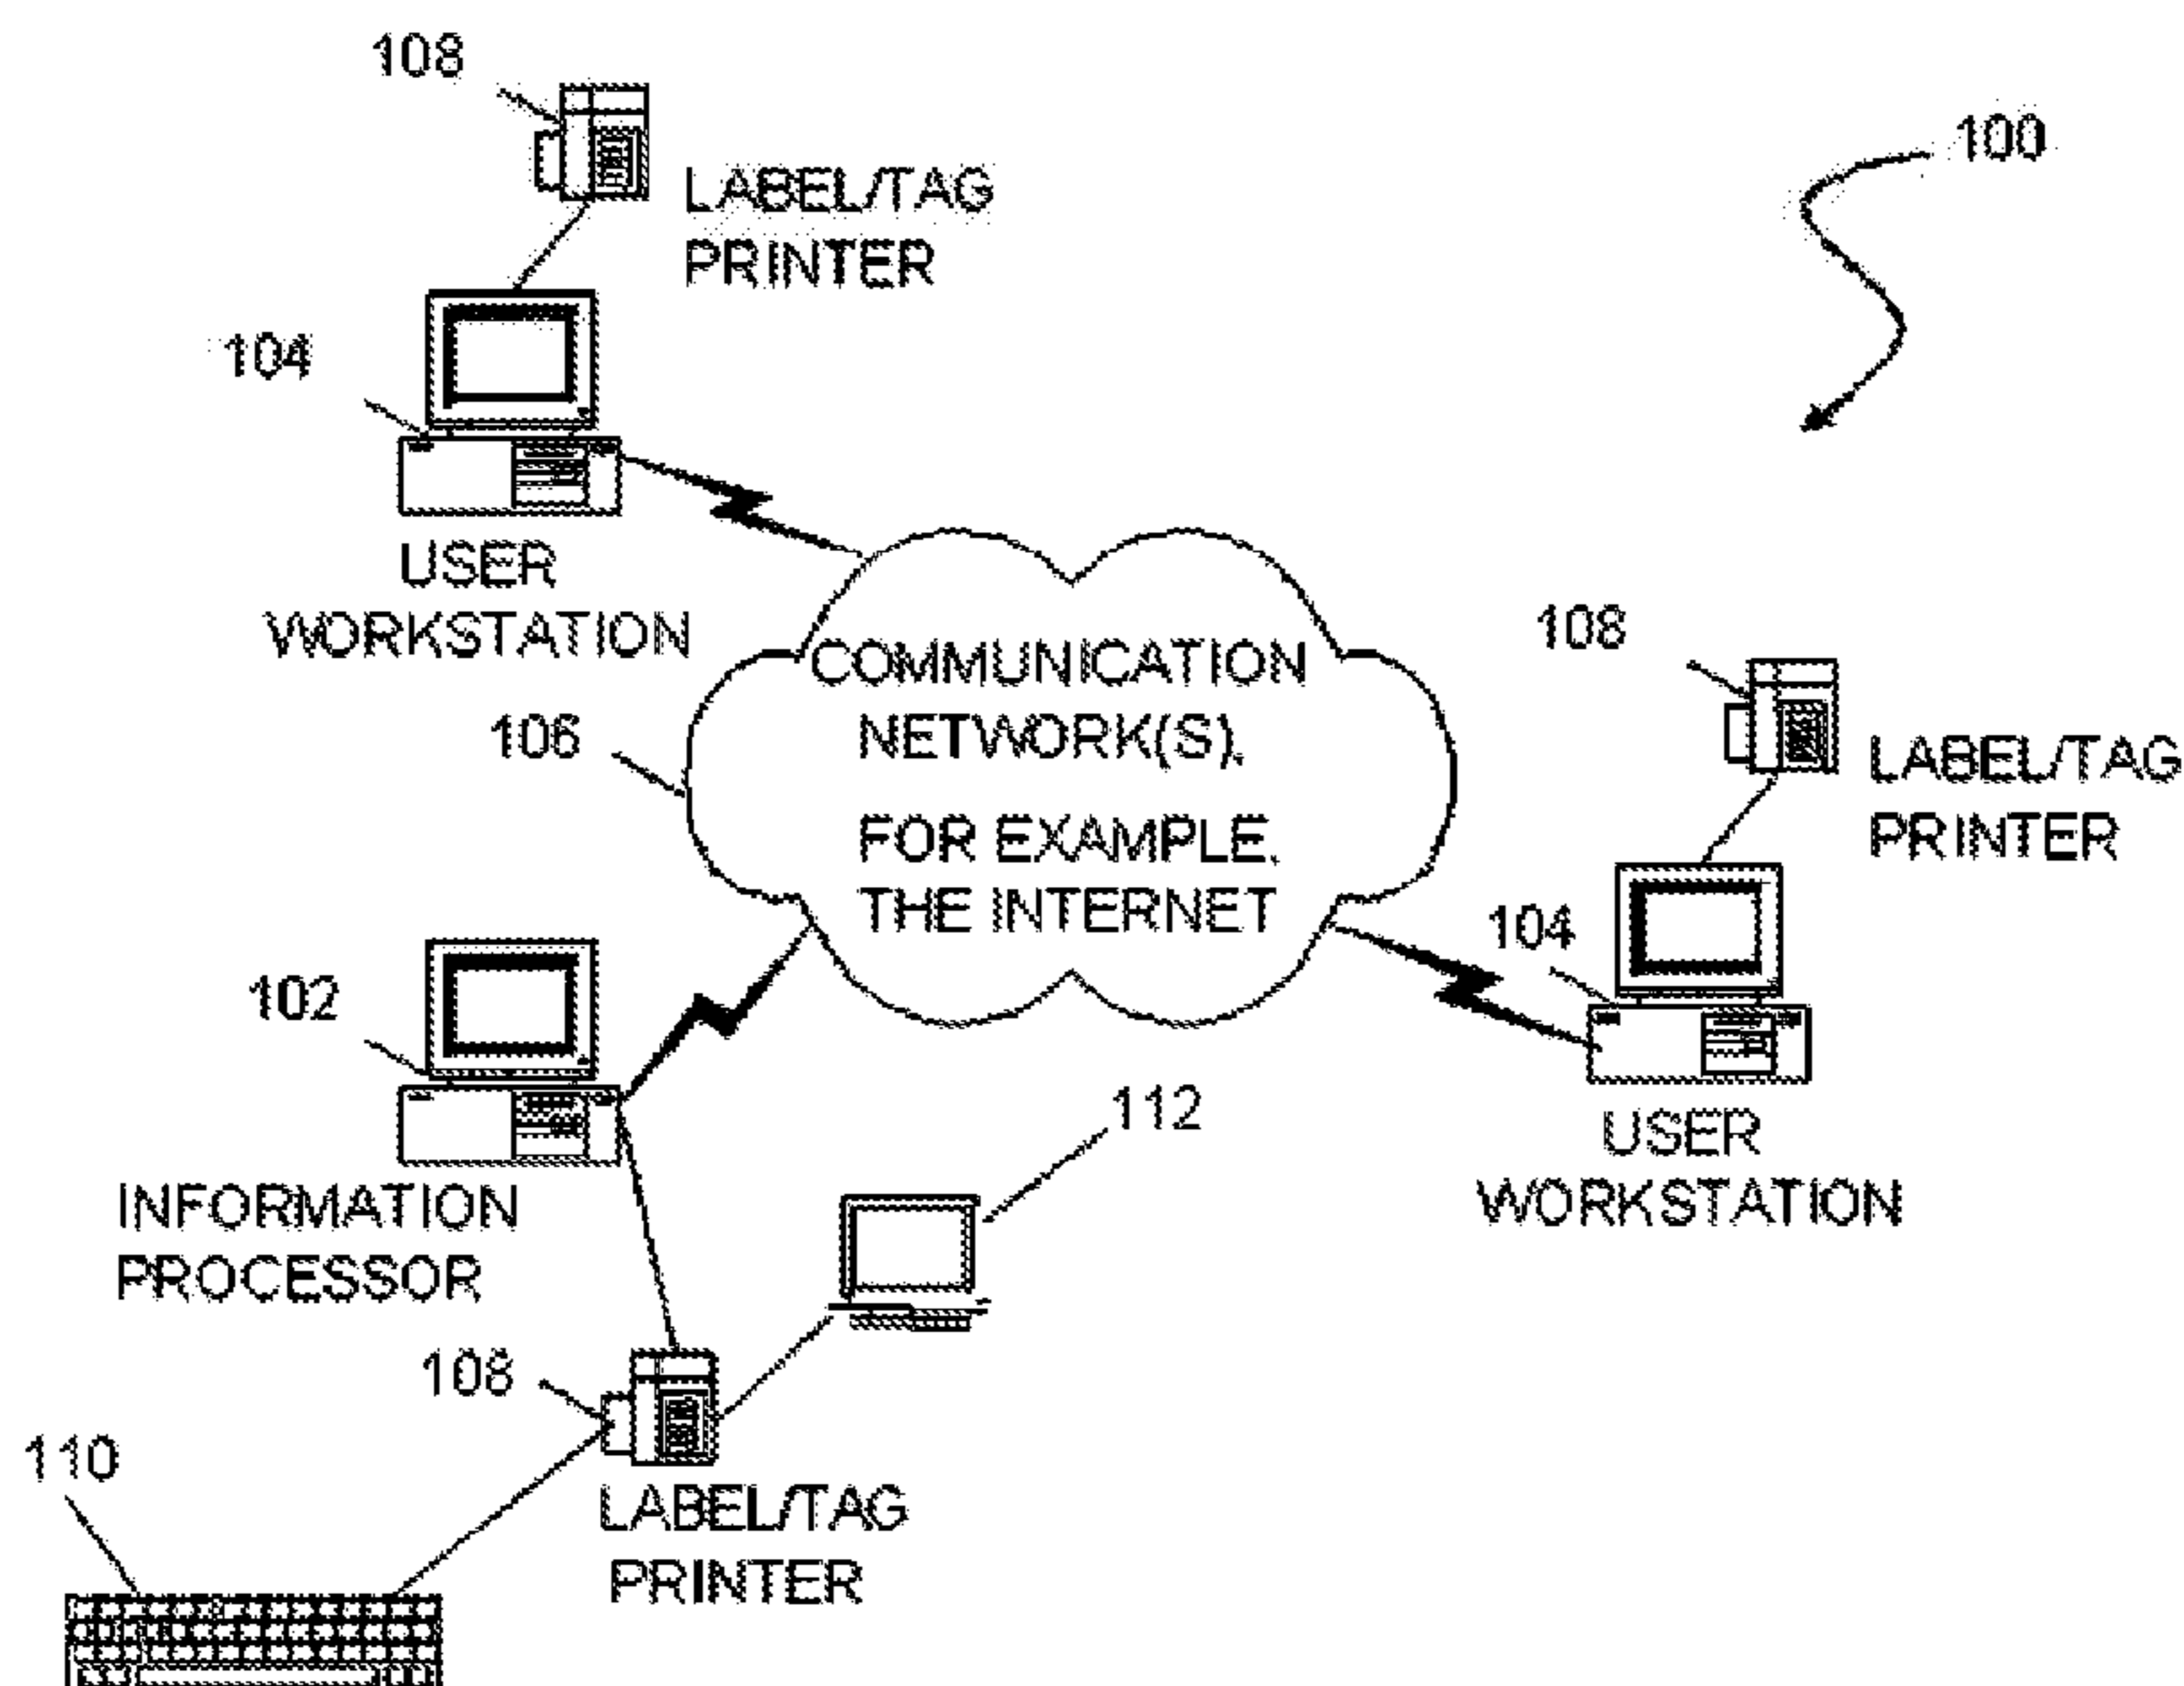 108
LABEL/TAG
PRINTER
100
104
USER
WORKSTATION
COMMUNICATION
NETWORK(S),
FOR EXAMPLE,
THE INTERNET
106
108
LABEL/TAG
PRINTER
104
USER
WORKSTATION
102
INFORMATION
PROCESSOR
112
108
LABEL/TAG
PRINTER
110